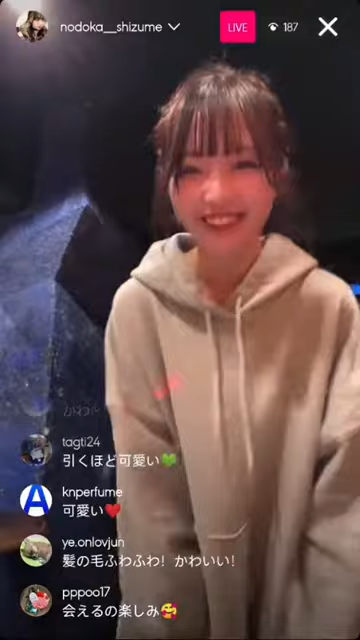 nodoka__shizume
LIVE
187
tagti24
引くほど可愛い💚
knperfume
可愛い❤️
ye.onlovjun
髪の毛ふわふわ！かわいい！
pppoo17
会えるの楽しみ🥰